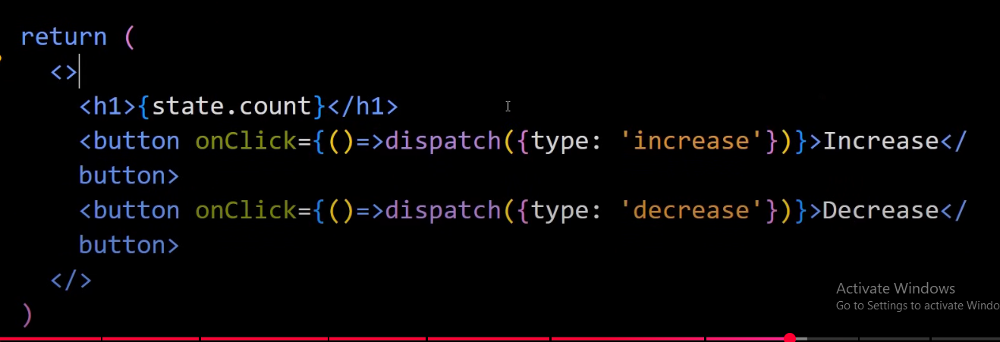 return (
<>
<h1>{state.count}</h1>
<button onClick={()=>dispatch({type: 'increase'})}>Increase</
button>
<button onClick={()=>dispatch({type: 'decrease'})}>Decrease</
button>
</>
)
Activate Windows
Go to Settings to activate Windo